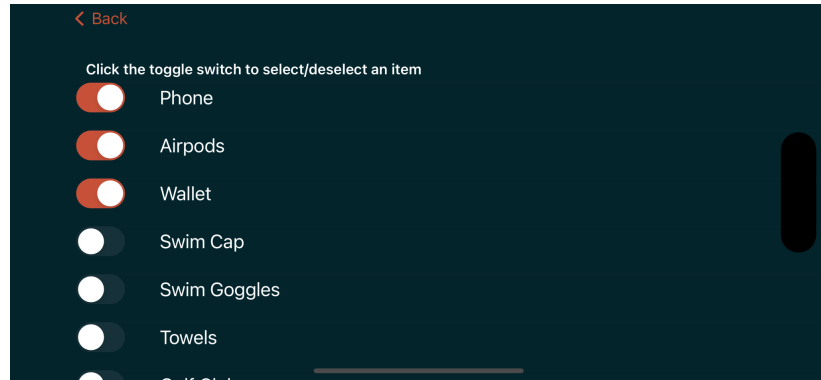 Back
Click the toggle switch to select/deselect an item
Phone
Airpods
Wallet
Swim Cap
Swim Goggles
Towels